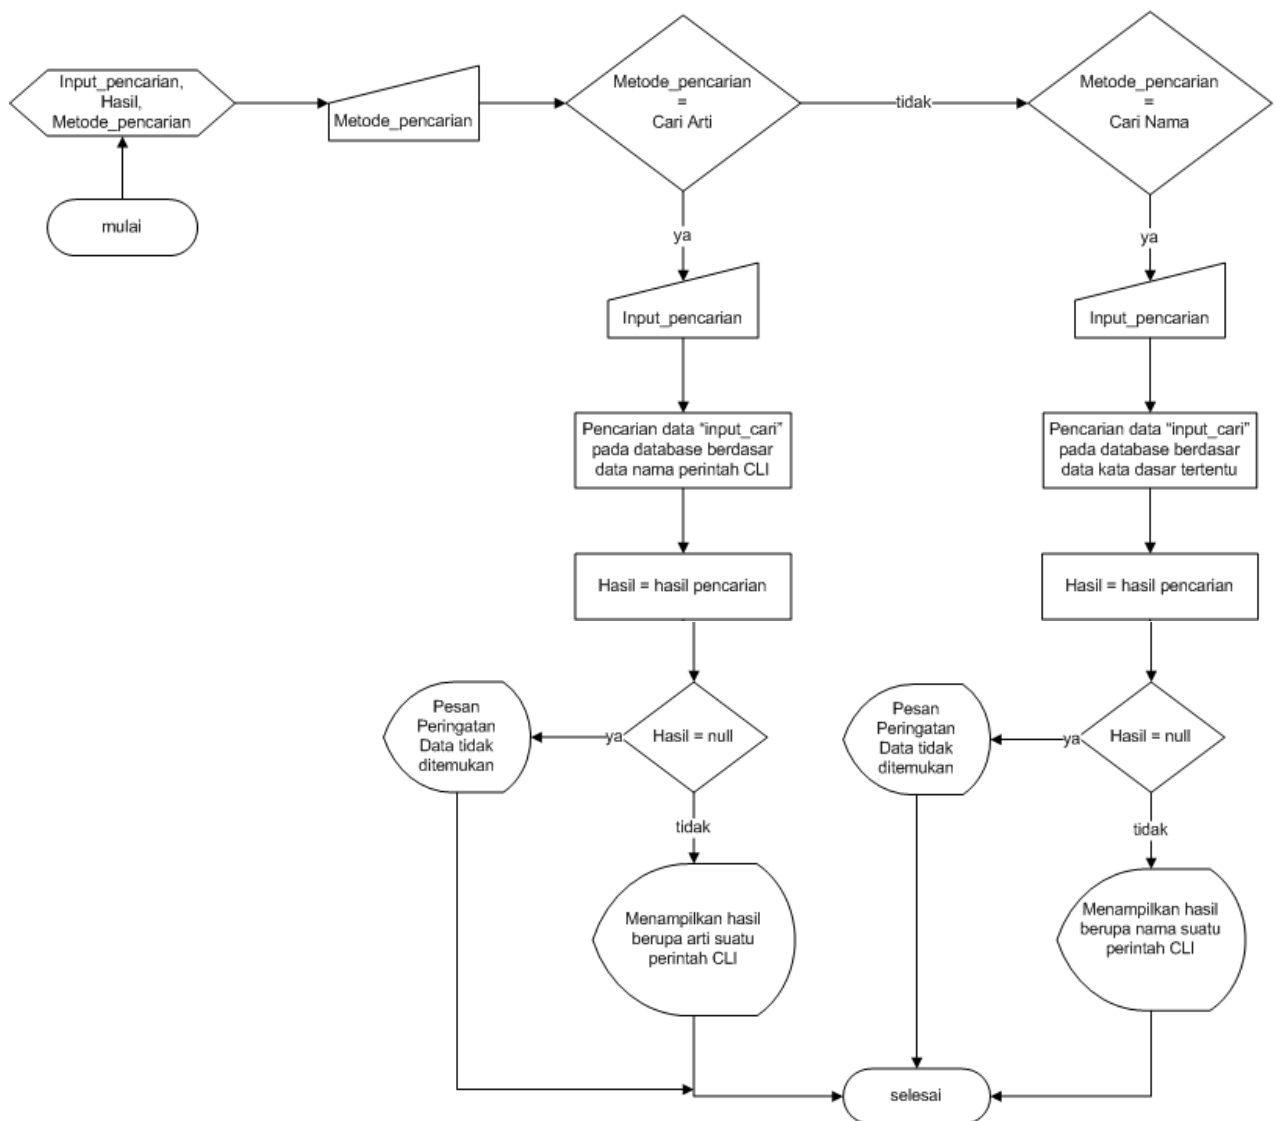 Input_pencarian,
Hasil,
Metode_pencarian
mulai
Metode_pencarian
Metode_pencarian
=
Cari Arti
tidak
Metode_pencarian
=
Cari Nama
ya
Input_pencarian
Pencarian data “input_cari”
pada database berdasar
data nama perintah CLI
Hasil = hasil pencarian
Hasil = null
ya
Pesan
Peringatan
Data tidak
ditemukan
tidak
Menampilkan hasil
berupa arti suatu
perintah CLI
ya
Input_pencarian
Pencarian data “input_cari”
pada database berdasar
data kata dasar tertentu
Hasil = hasil pencarian
Hasil = null
ya
Pesan
Peringatan
Data tidak
ditemukan
tidak
Menampilkan hasil
berupa nama suatu
perintah CLI
selesai